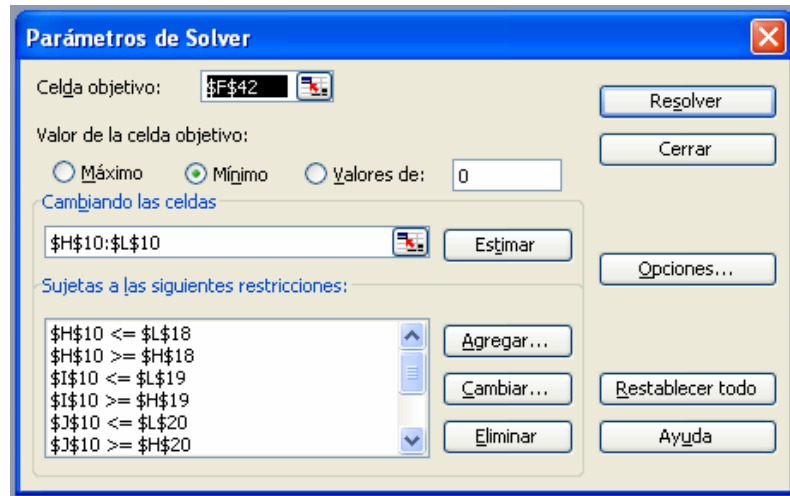 Parámetros de Solver
Celda objetivo: $F$42
Resolver
Valor de la celda objetivo:
Cerrar
Máximo Mínimo Valores de: 0
Cambiando las celdas
$H$10:$L$10 Estimar
Opciones...
Sujetas a las siguientes restricciones:
$H$10 <= $L$18
$H$10 >= $H$18
$I$10 <= $L$19
$I$10 >= $H$19
$J$10 <= $L$20
$J$10 >= $H$20
Agregar...
Cambiar...
Restablecer todo
Eliminar
Ayuda